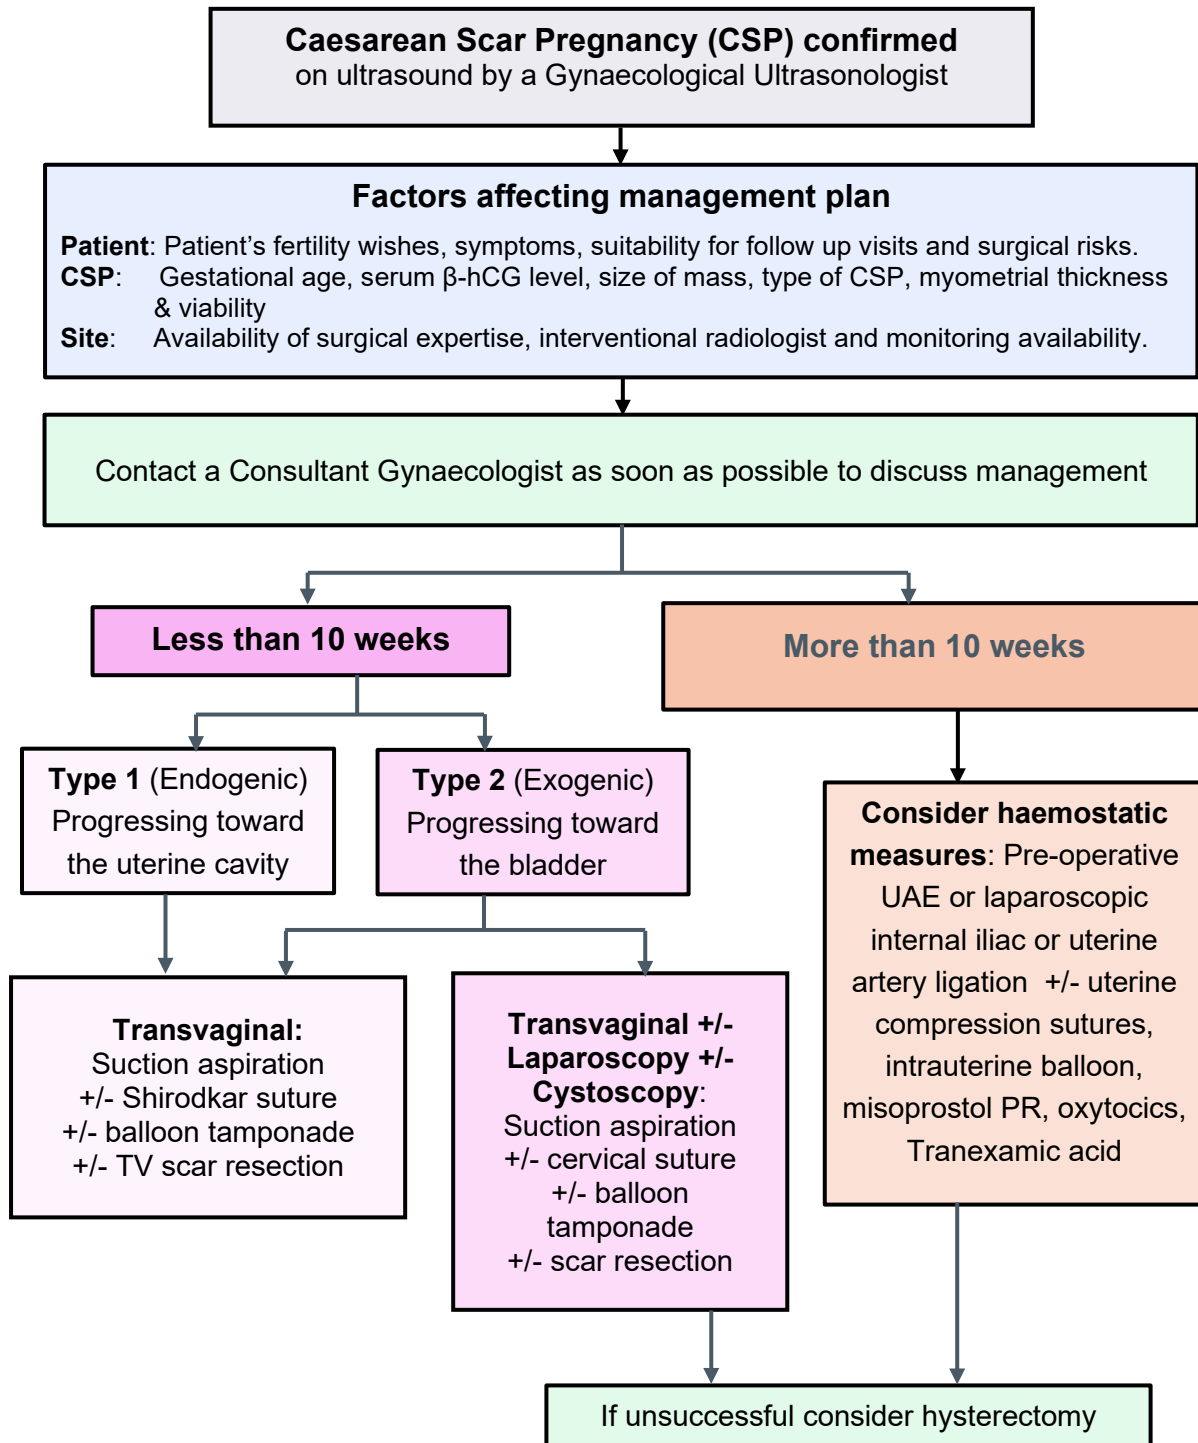 Caesarean Scar Pregnancy (CSP) confirmed
on ultrasound by a Gynaecological Ultrasonologist
Factors affecting management plan
Patient: Patient's fertility wishes, symptoms, suitability for follow up visits and surgical risks.
CSP: Gestational age, serum β-hCG level, size of mass, type of CSP, myometrial thickness
& viability
Site: Availability of surgical expertise, interventional radiologist and monitoring availability.
Contact a Consultant Gynaecologist as soon as possible to discuss management
Less than 10 weeks
More than 10 weeks
Type 1 (Endogenic)
Progressing toward
the uterine cavity
Type 2 (Exogenic)
Progressing toward
the bladder
Consider haemostatic
measures: Pre-operative
UAE or laparoscopic
internal iliac or uterine
artery ligation +/- uterine
compression sutures,
intrauterine balloon,
misoprostol PR, oxytocics,
Tranexamic acid
Transvaginal:
Suction aspiration
+/- Shirodkar suture
+/- balloon tamponade
+/- TV scar resection
Transvaginal +/-
Laparoscopy +/-
Cystoscopy:
Suction aspiration
+/- cervical suture
+/- balloon
tamponade
+/- scar resection
If unsuccessful consider hysterectomy